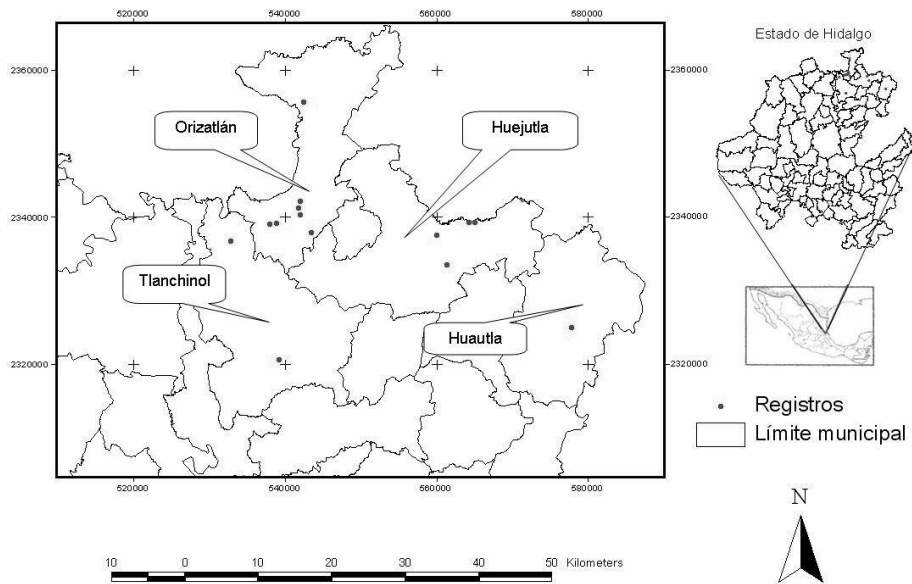 520000 540000 560000 580000
Estado de Hidalgo
2360000 2360000
Orizatlán
Huejutla
2340000 2340000
Tlanchinol
Huautla
2320000 2320000
Registros
Límite municipal
520000 540000 560000 580000
N
10 0 10 20 30 40 50 Kilometers